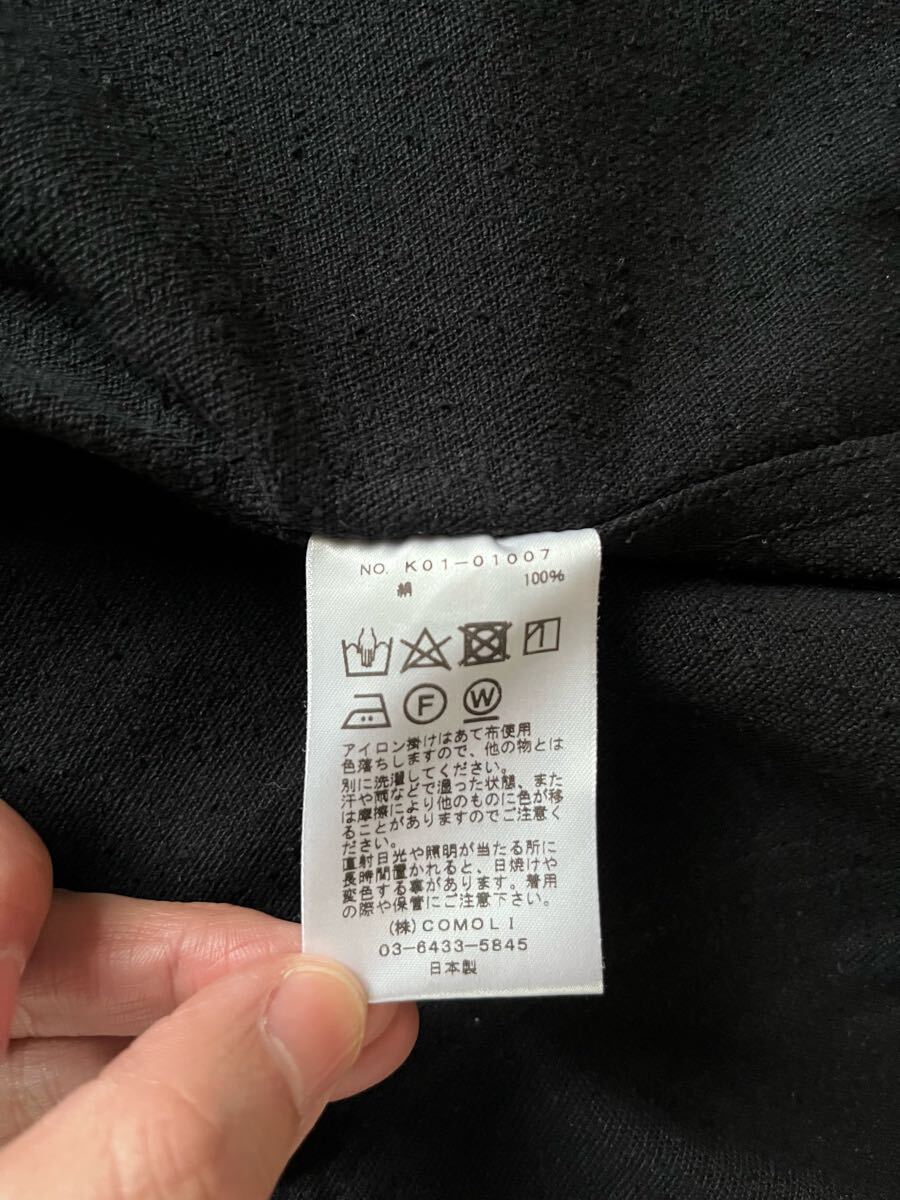 NO. K01-01007
絹 100%
F W
アイロン掛けはあて布使用
色落ちしますので、他の物とは
別に洗濯してください。
汗や雨などで湿った状態、また
は摩擦により他のものに色が移
ることがありますのでご注意く
ださい。
直射日光や照明が当たる所に
長時間置かれると、日焼けや
変色する事があります。着用
の際や保管にご注意下さい。
(株)COMOLI
03-6433-5845
日本製